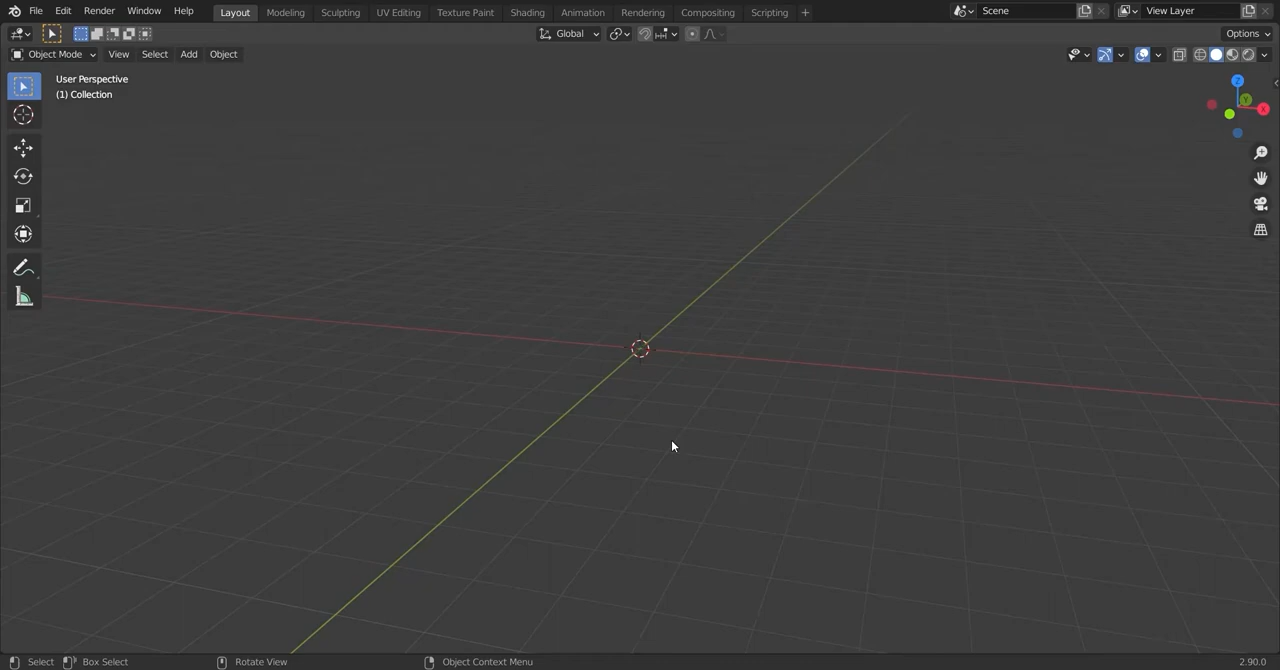 File Edit Render Window Help Layout Modeling Sculpting UV Editing Texture Paint Shading Animation Rendering Compositing Scripting + Scene View Layer
Global Options
Object Mode View Select Add Object
User Perspective
(1) Collection
Z
Y
X
Select Box Select Rotate View Object Context Menu 2.90.0